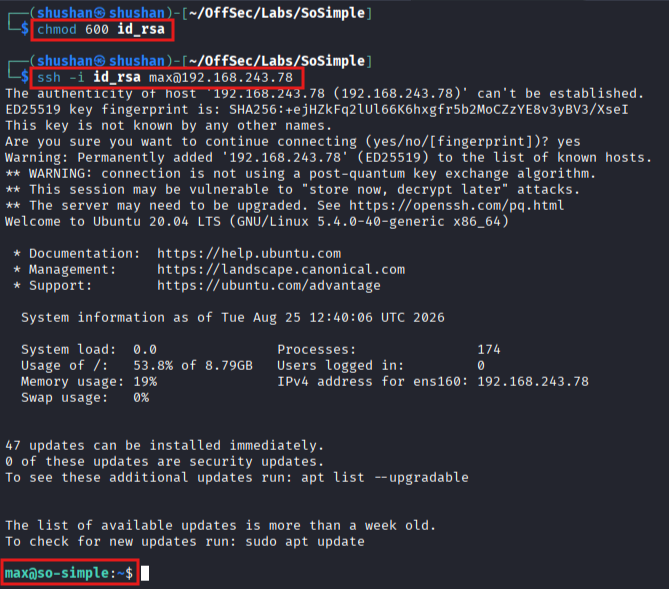 ┌──(shushan㉿shushan)-[~/OffSec/Labs/SoSimple]
└─$ chmod 600 id_rsa
┌──(shushan㉿shushan)-[~/OffSec/Labs/SoSimple]
└─$ ssh -i id_rsa max@192.168.243.78
The authenticity of host '192.168.243.78 (192.168.243.78)' can't be established.
ED25519 key fingerprint is: SHA256:+ejHZkFq2lUl66K6hxgfr5b2MoCZzYE8v3yBV3/XseI
This key is not known by any other names.
Are you sure you want to continue connecting (yes/no/[fingerprint])? yes
Warning: Permanently added '192.168.243.78' (ED25519) to the list of known hosts.
** WARNING: connection is not using a post-quantum key exchange algorithm.
** This session may be vulnerable to "store now, decrypt later" attacks.
** The server may need to be upgraded. See https://openssh.com/pq.html
Welcome to Ubuntu 20.04 LTS (GNU/Linux 5.4.0-40-generic x86_64)
* Documentation:  https://help.ubuntu.com
* Management:     https://landscape.canonical.com
* Support:        https://ubuntu.com/advantage
System information as of Tue Aug 25 12:40:06 UTC 2026
System load:  0.0               Processes:               174
Usage of /:   53.8% of 8.79GB   Users logged in:         0
Memory usage: 19%               IPv4 address for ens160: 192.168.243.78
Swap usage:   0%
47 updates can be installed immediately.
0 of these updates are security updates.
To see these additional updates run: apt list --upgradable
The list of available updates is more than a week old.
To check for new updates run: sudo apt update
max@so-simple:~$